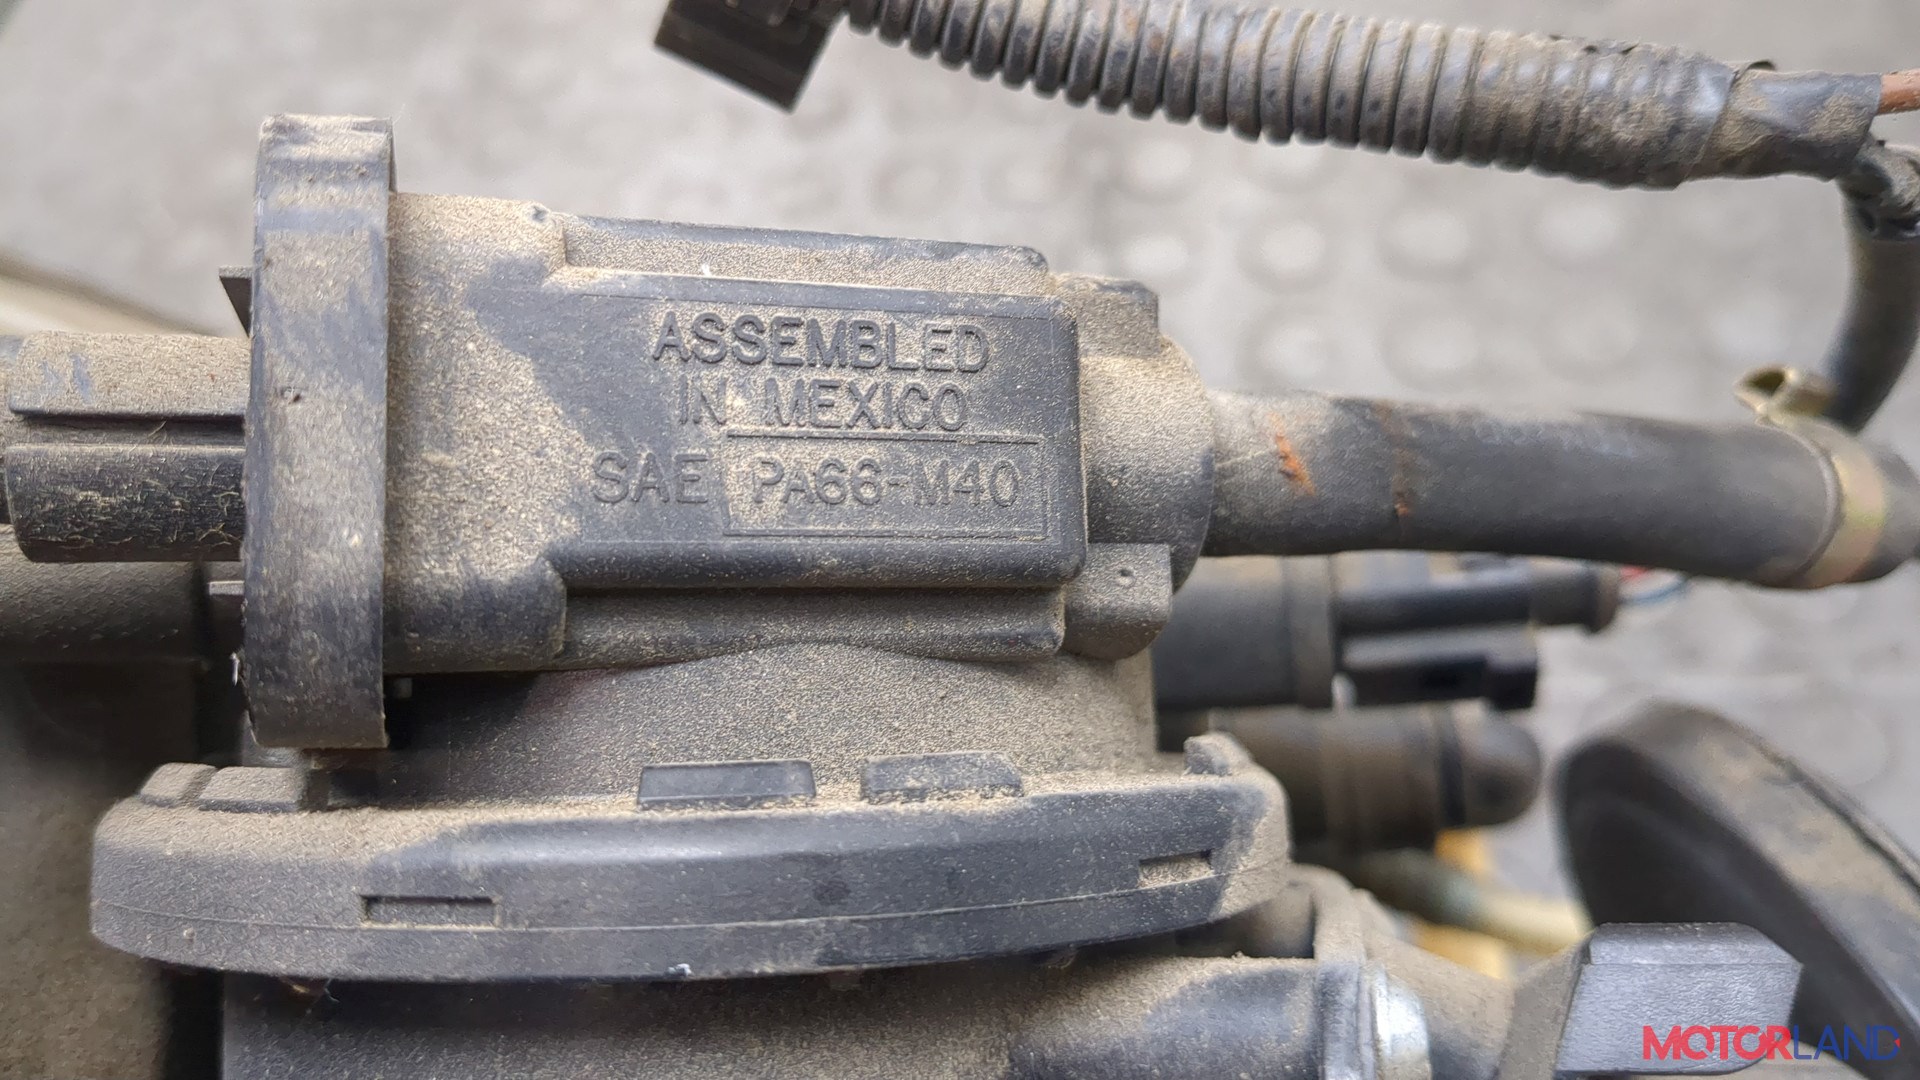 ASSEMBLED
IN MEXICO
SAE PA66-M40
MOTORLAND